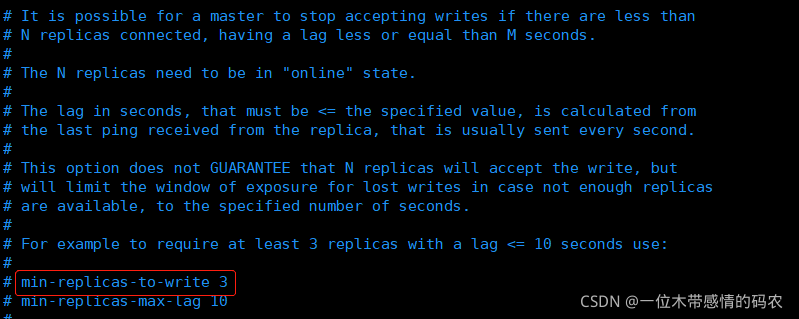 # It is possible for a master to stop accepting writes if there are less than
# N replicas connected, having a lag less or equal than M seconds.
#
# The N replicas need to be in "online" state.
#
# The lag in seconds, that must be <= the specified value, is calculated from
# the last ping received from the replica, that is usually sent every second.
#
# This option does not GUARANTEE that N replicas will accept the write, but
# will limit the window of exposure for lost writes in case not enough replicas
# are available, to the specified number of seconds.
#
# For example to require at least 3 replicas with a lag <= 10 seconds use:
#
# min-replicas-to-write 3
# min-replicas-max-lag 10
#
CSDN @一位木带感情的码农